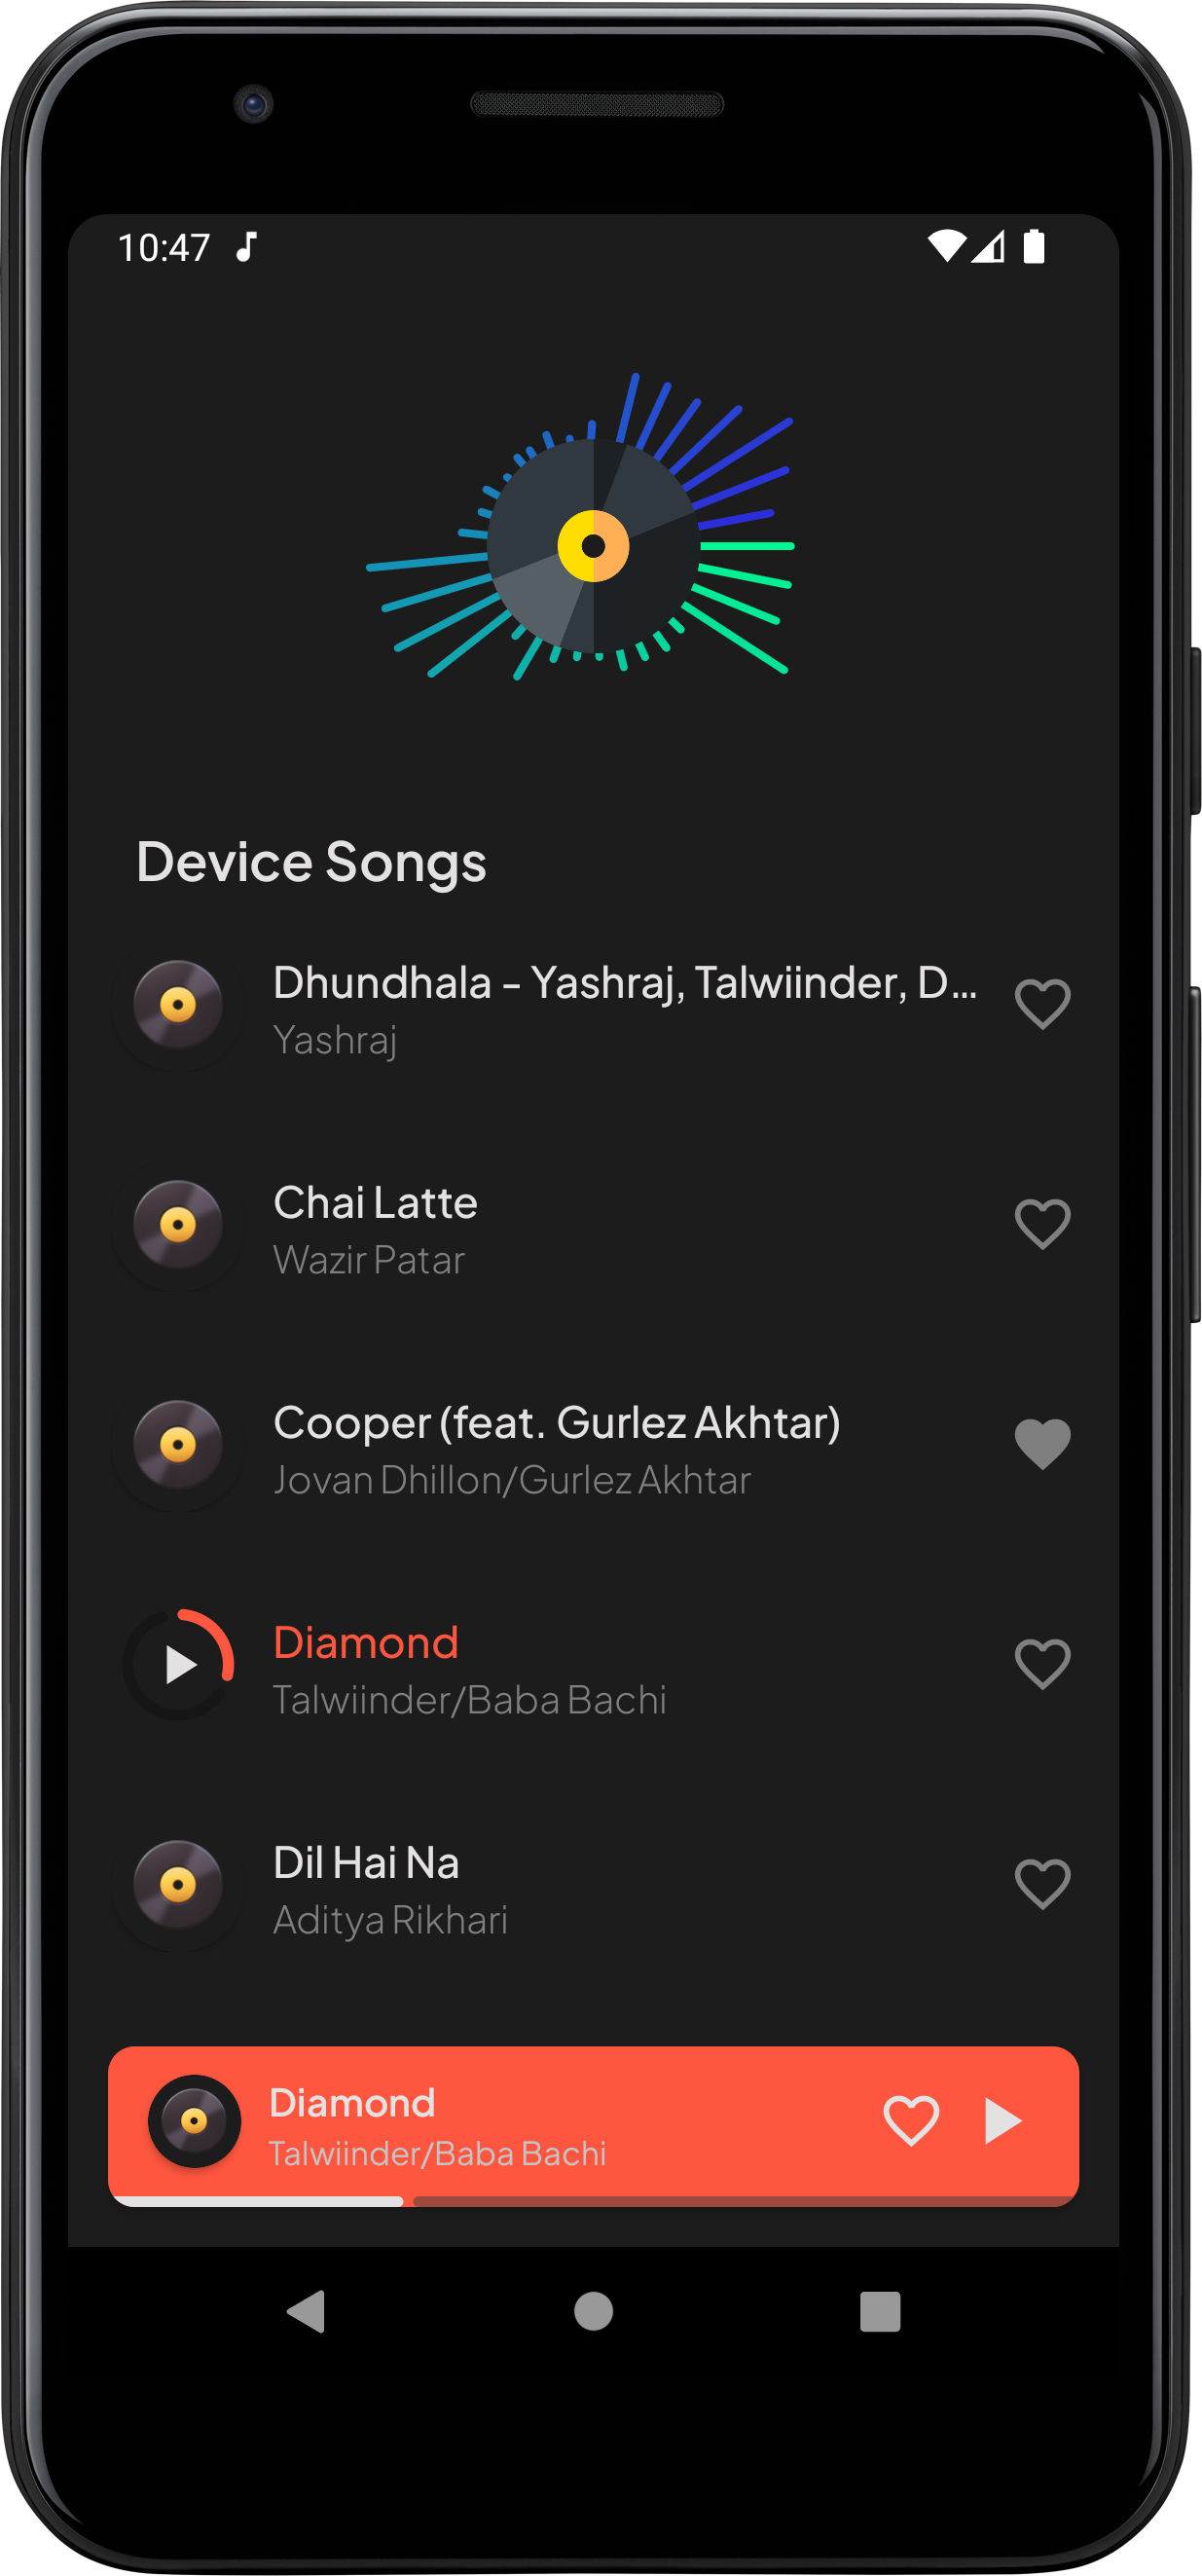 10:47
Device Songs
Dhundhala - Yashraj, Talwiinder, D...
Yashraj
Chai Latte
Wazir Patar
Cooper (feat. Gurlez Akhtar)
Jovan Dhillon/Gurlez Akhtar
Diamond
Talwiinder/Baba Bachi
Dil Hai Na
Aditya Rikhari
Diamond
Talwiinder/Baba Bachi